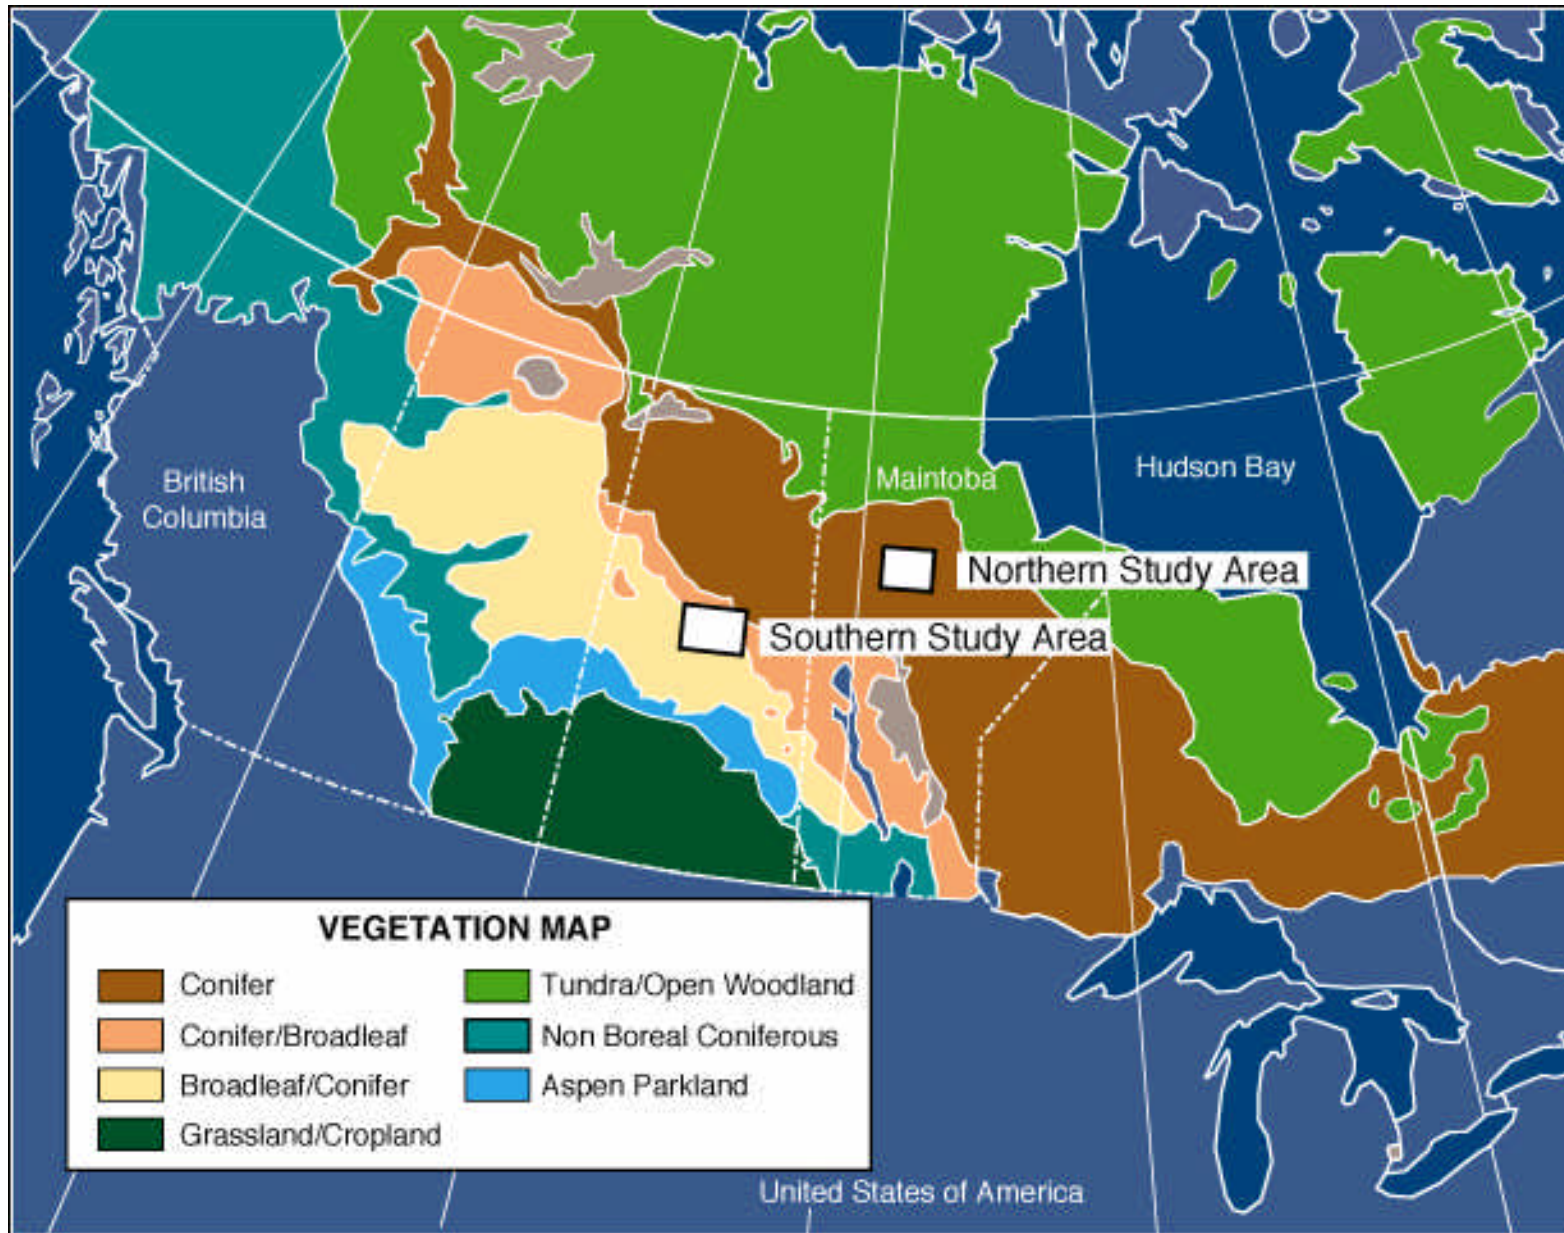 British
Columbia
Maintoba
Hudson Bay
Northern Study Area
Southern Study Area
VEGETATION MAP
Conifer
Conifer/Broadleaf
Broadleaf/Conifer
Grassland/Cropland
Tundra/Open Woodland
Non Boreal Coniferous
Aspen Parkland
United States of America